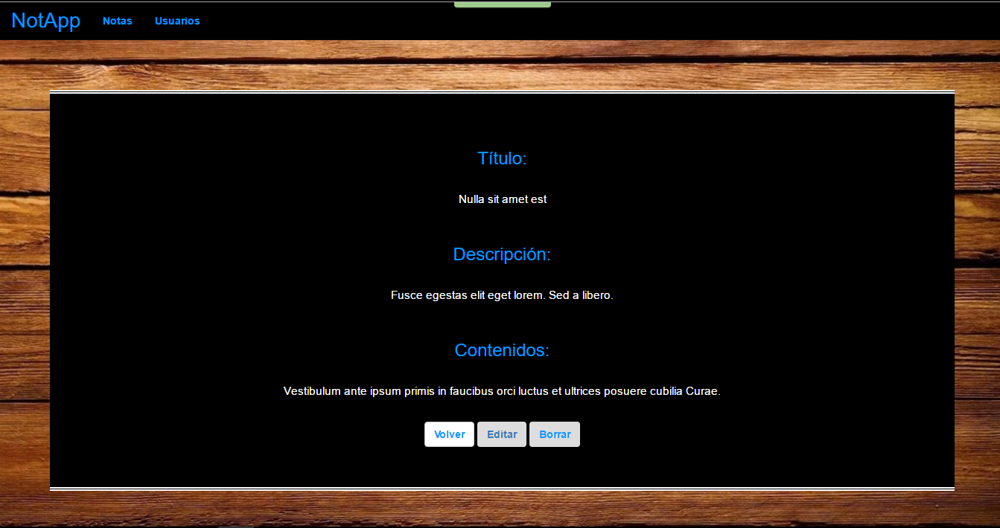 NotApp Notas Usuarios
Título:
Nulla sit amet est
Descripción:
Fusce egestas elit eget lorem. Sed a libero.
Contenidos:
Vestibulum ante ipsum primis in faucibus orci luctus et ultrices posuere cubilia Curae.
Volver Editar Borrar